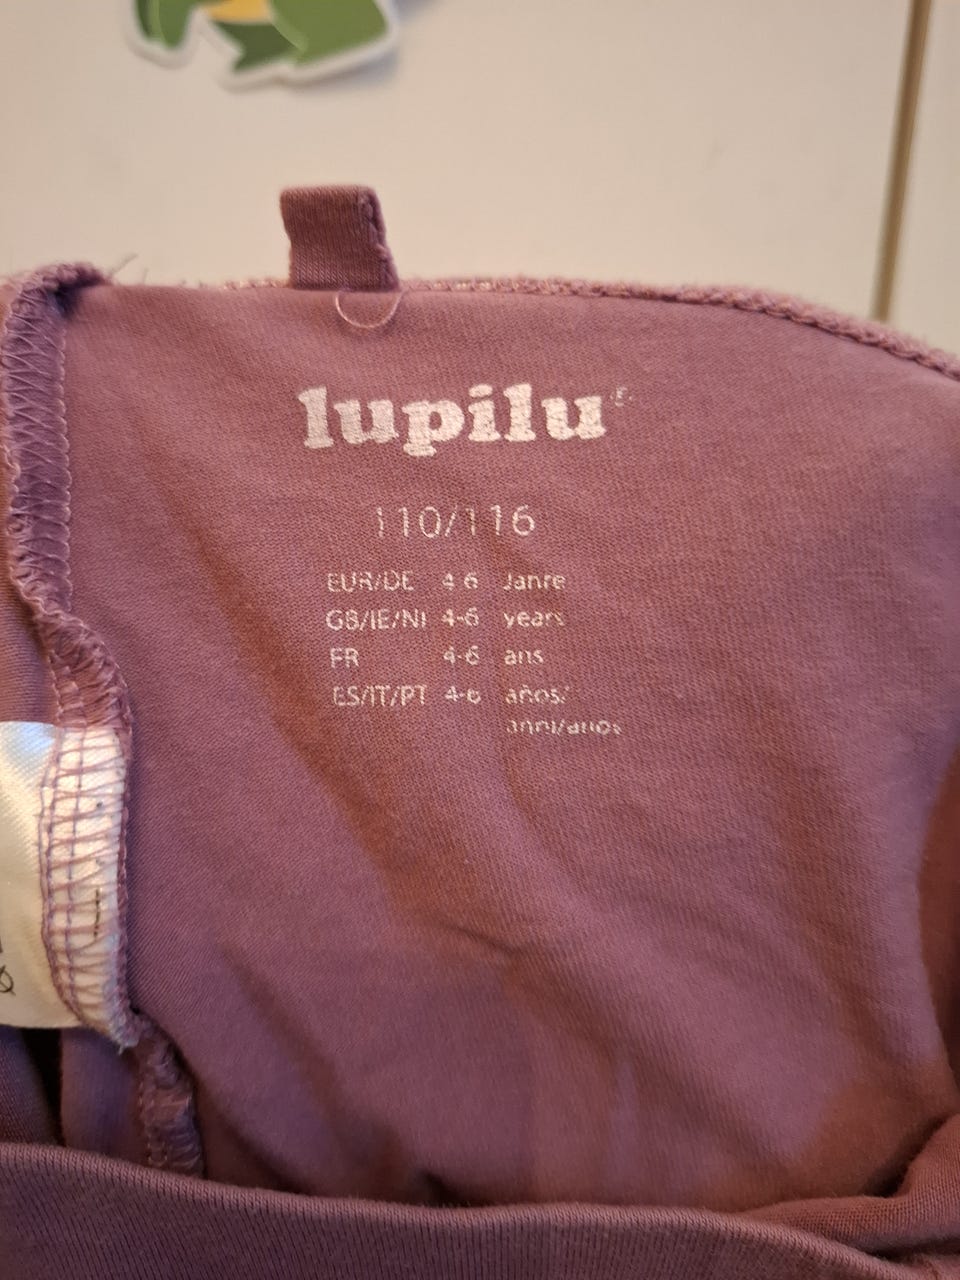 lupilu
110/116
EUR/DE 4-6 Jahre
GB/IE/NI 4-6 years
FR 4-6 ans
ES/IT/PT 4-6 años/
anni/anos